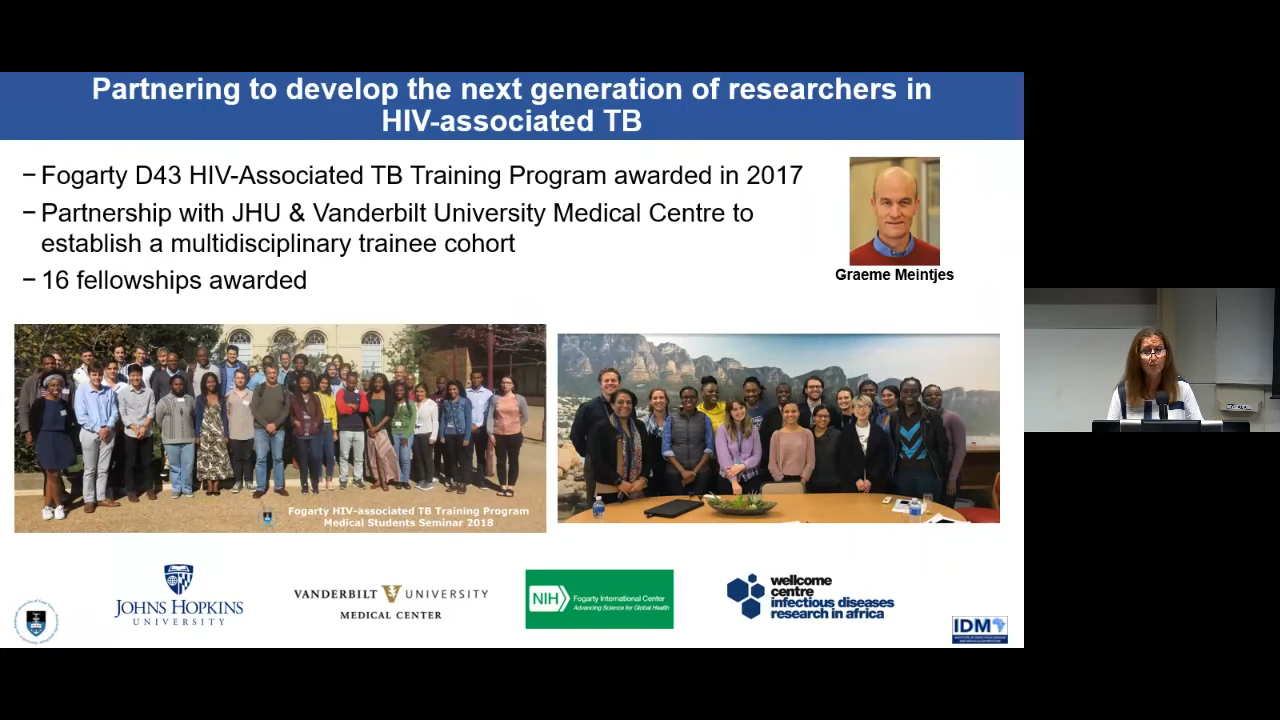 Partnering to develop the next generation of researchers in
HIV-associated TB
− Fogarty D43 HIV-Associated TB Training Program awarded in 2017
− Partnership with JHU & Vanderbilt University Medical Centre to
establish a multidisciplinary trainee cohort
− 16 fellowships awarded
Graeme Meintjes
Fogarty HIV-associated TB Training Program
Medical Students Seminar 2018
JOHNS HOPKINS
UNIVERSITY
VANDERBILT UNIVERSITY
MEDICAL CENTER
NIH
Fogarty International Center
Advancing Science for Global Health
wellcome
centre
infectious diseases
research in africa
IDM